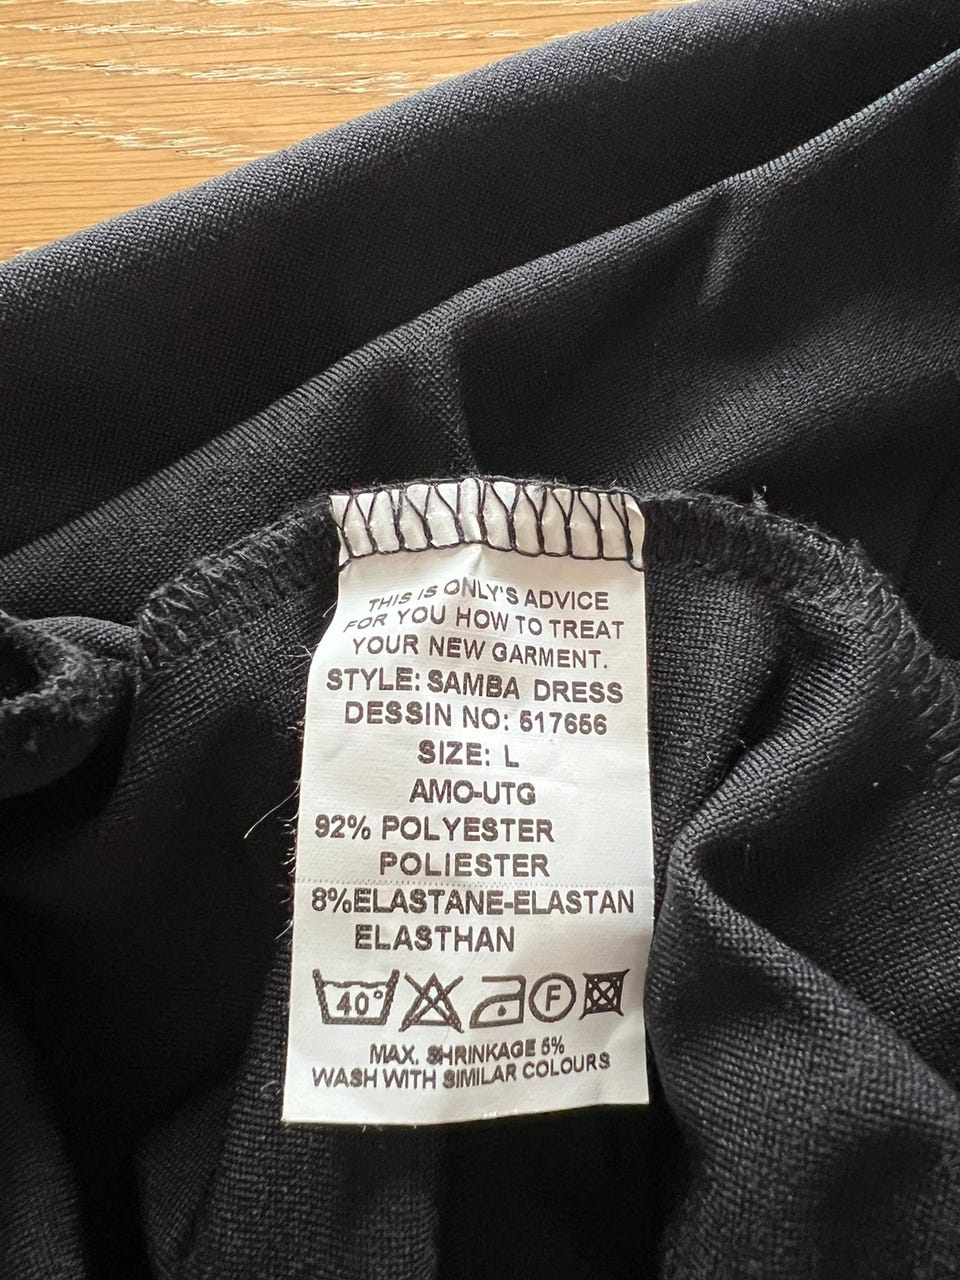 THIS IS ONLY'S ADVICE
FOR YOU HOW TO TREAT
YOUR NEW GARMENT.
STYLE: SAMBA DRESS
DESSIN NO: 517656
SIZE: L
AMO-UTG
92% POLYESTER
POLIESTER
8%ELASTANE-ELASTAN
ELASTHAN
40° F
MAX. SHRINKAGE 5%
WASH WITH SIMILAR COLOURS